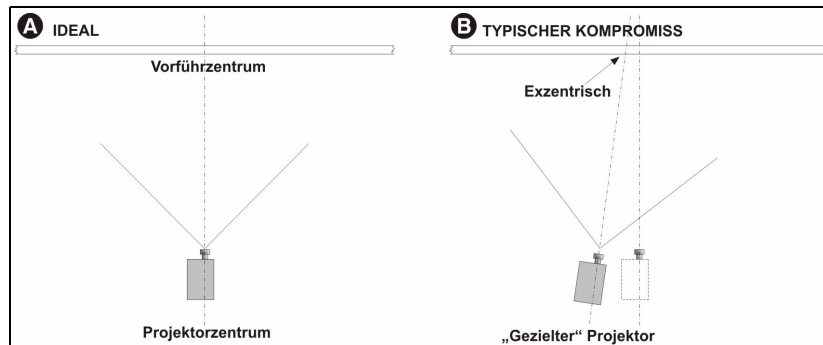 A IDEAL
Vorführzentrum
Projektorzentrum
B TYPISCHER KOMPROMISS
Exzentrisch
„Gezielter“ Projektor